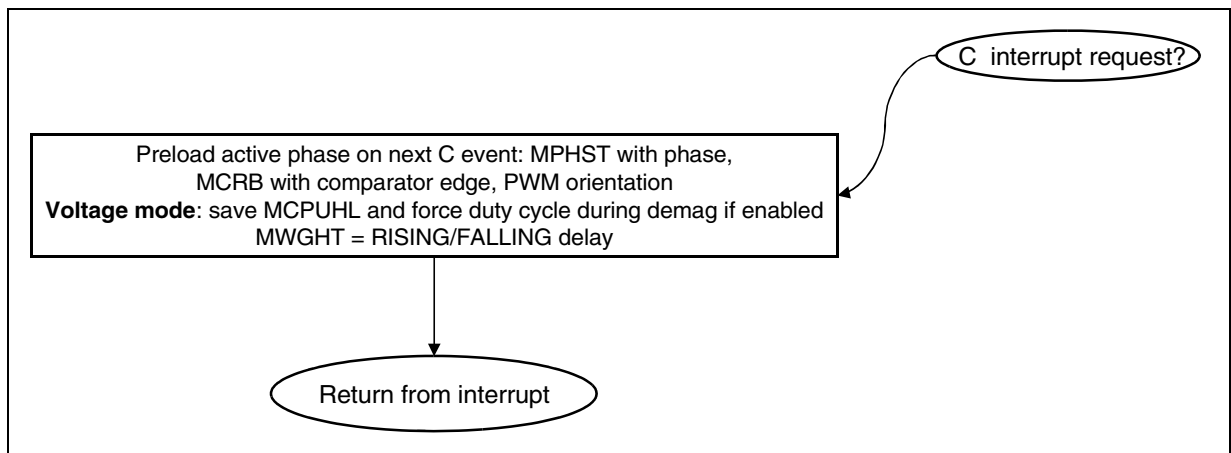 C interrupt request?
Preload active phase on next C event: MPHST with phase,
MCRB with comparator edge, PWM orientation
Voltage mode: save MCPUHL and force duty cycle during demag if enabled
MWGHT = RISING/FALLING delay
Return from interrupt